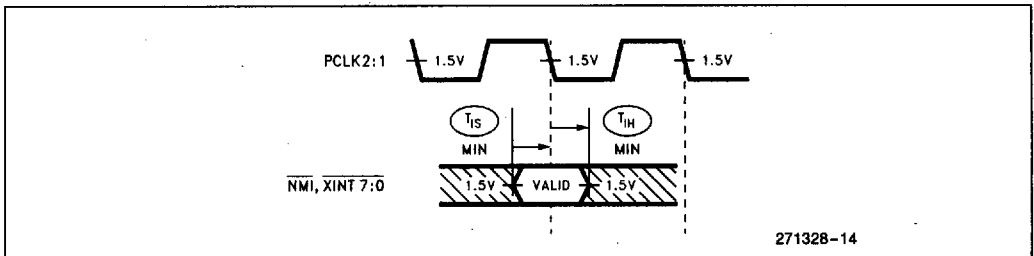 PCLK2:1 1.5V 1.5V 1.5V
TIS TIH
MIN MIN
NMI, XINT 7:0 1.5V VALID 1.5V
271328-14